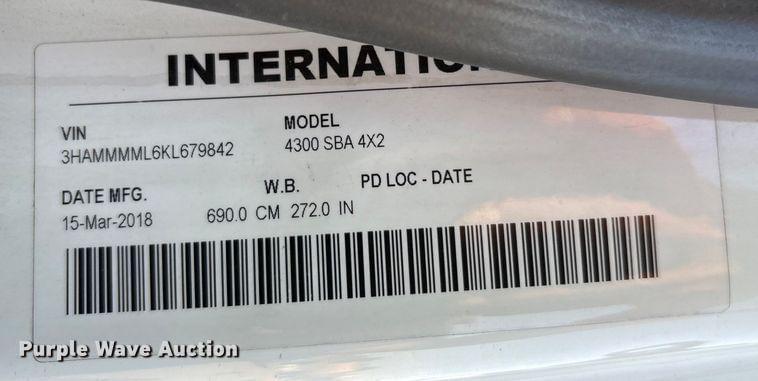 INTERNATIO
VIN
3HAMMMML6KL679842
MODEL
4300 SBA 4X2
DATE MFG.
15-Mar-2018
W.B.
690.0 CM 272.0 IN
PD LOC - DATE
Purple Wave Auction